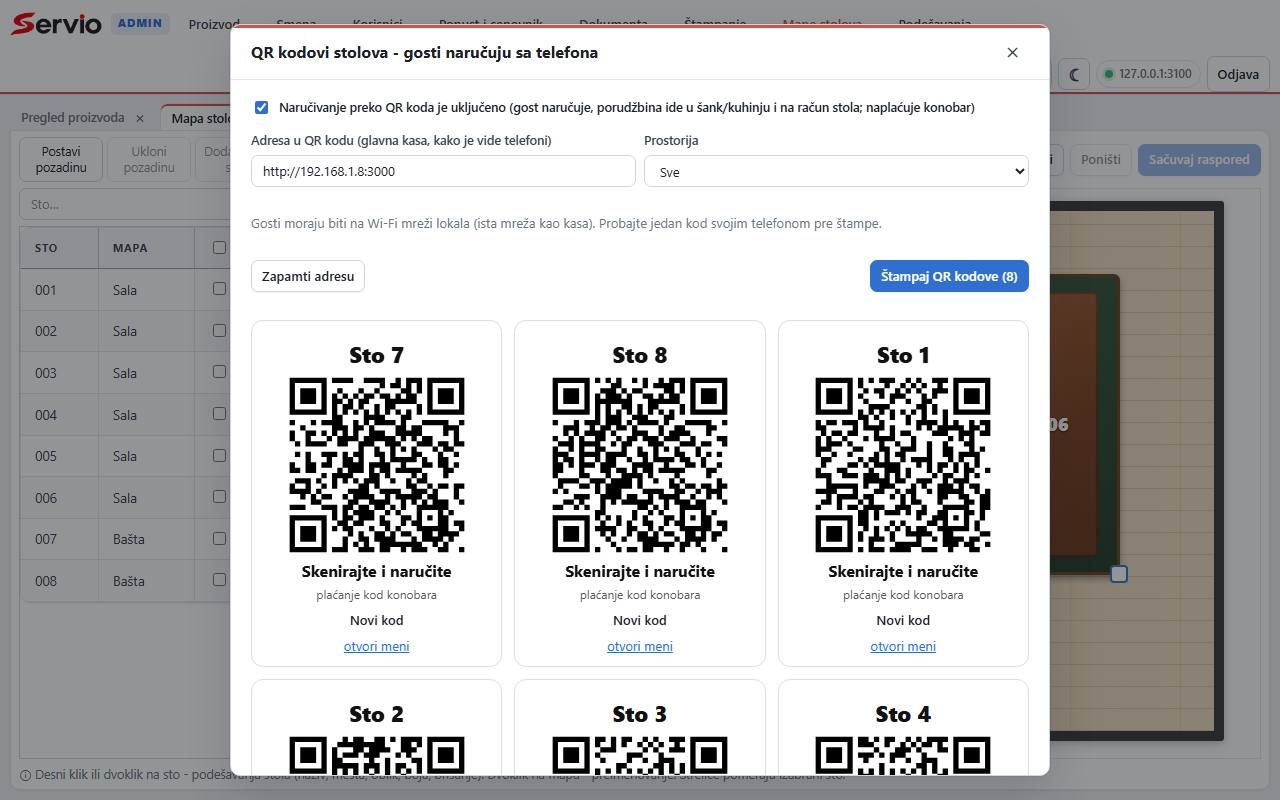 Servio ADMIN
QR kodovi stolova - gosti naručuju sa telefona
127.0.0.1:3100
Odjava
Pregled proizvoda
Naručivanje preko QR koda je uključeno (gost naručuje, porudžbina ide u šank/kuhinju i na račun stola; naplaćuje konobar)
Adresa u QR kodu (glavna kasa, kako je vide telefoni)
Prostorija
http://192.168.1.8:3000
Sve
Postavi pozadinu
Ukloni pozadinu
Poništi
Sačuvaj raspored
Sto...
Gosti moraju biti na Wi-Fi mreži lokala (ista mreža kao kasa). Probajte jedan kod svojim telefonom pre štampe.
Zapamti adresu
Štampaj QR kodove (8)
STO MAPA
001 Sala
002 Sala
003 Sala
004 Sala
005 Sala
006 Sala
007 Bašta
008 Bašta
Sto 7
Skenirajte i naručite
plaćanje kod konobara
Novi kod
otvori meni
Sto 8
Skenirajte i naručite
plaćanje kod konobara
Novi kod
otvori meni
Sto 1
Skenirajte i naručite
plaćanje kod konobara
Novi kod
otvori meni
Sto 2
Sto 3
Sto 4
06
Desni klik ili dvoklik na sto